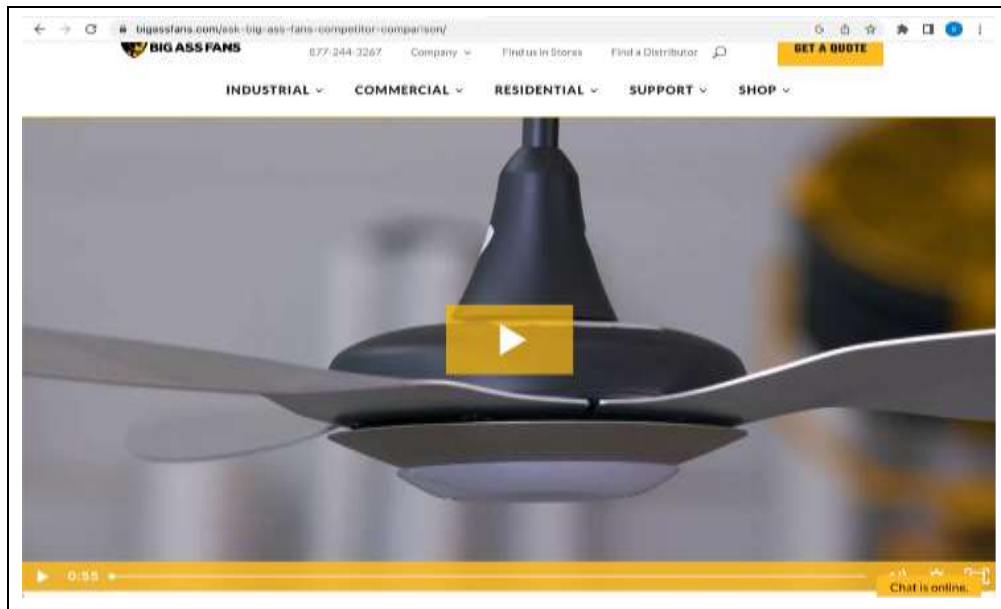 bigassfans.com/ask-big-ass-fans-competitor-comparison/
BIG ASS FANS 877-244-3267 Company Find us in Stores Find a Distributor GET A QUOTE
INDUSTRIAL COMMERCIAL RESIDENTIAL SUPPORT SHOP
0:55
Chat is online.